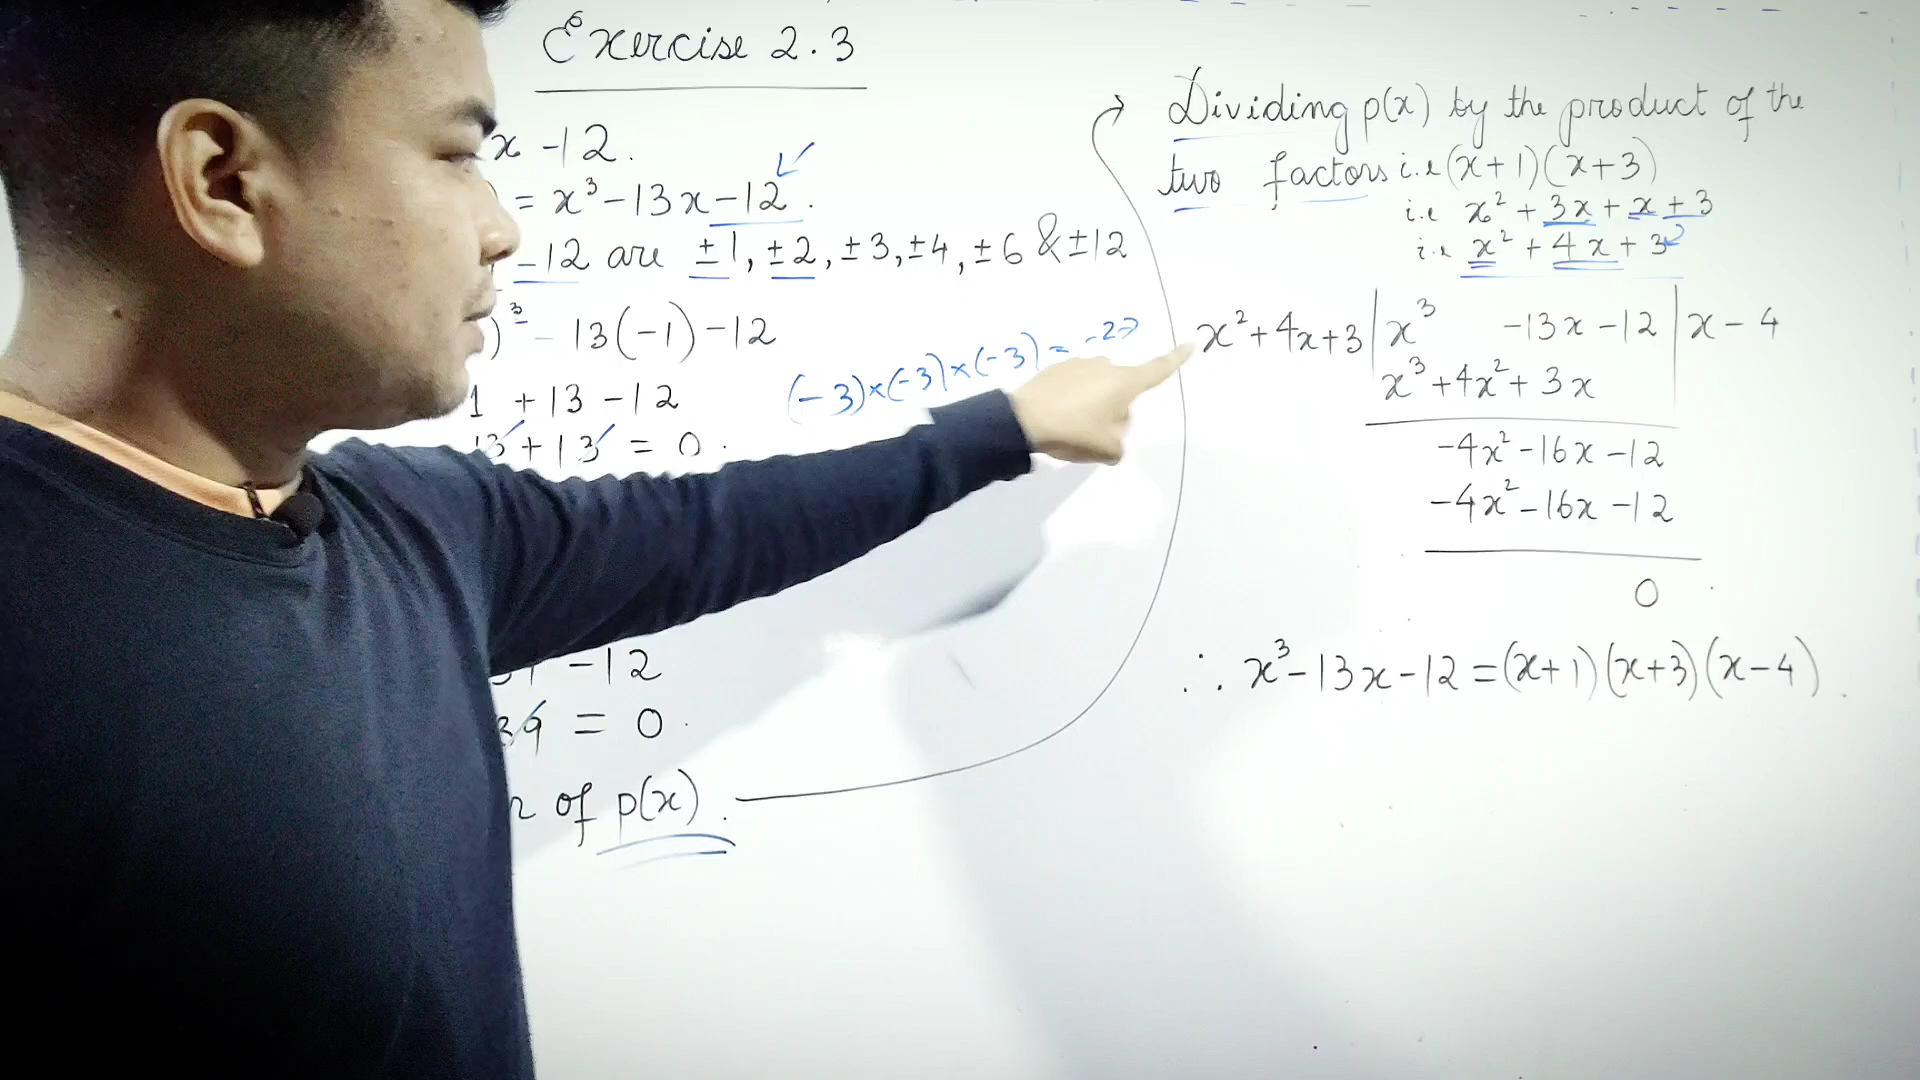 Exercise 2.3
x -12.
) = x³ -13x -12.
-12 are ±1, ±2, ±3, ±4, ±6 & ±12
)³ - 13(-1) -12
1 +13 -12
13 + 13 = 0.
(-3)×(-3)×(-3) = -27
-12
39 = 0.
of p(x).
Dividing p(x) by the product of the
two factors i.e (x+1)(x+3)
i.e x² + 3x + x + 3
i.e x² + 4x + 3
x² + 4x + 3 | x³ -13x -12 | x - 4
x³ + 4x² + 3x
-4x² -16x -12
-4x² -16x -12
0
∴ x³ -13x -12 = (x+1)(x+3)(x-4)